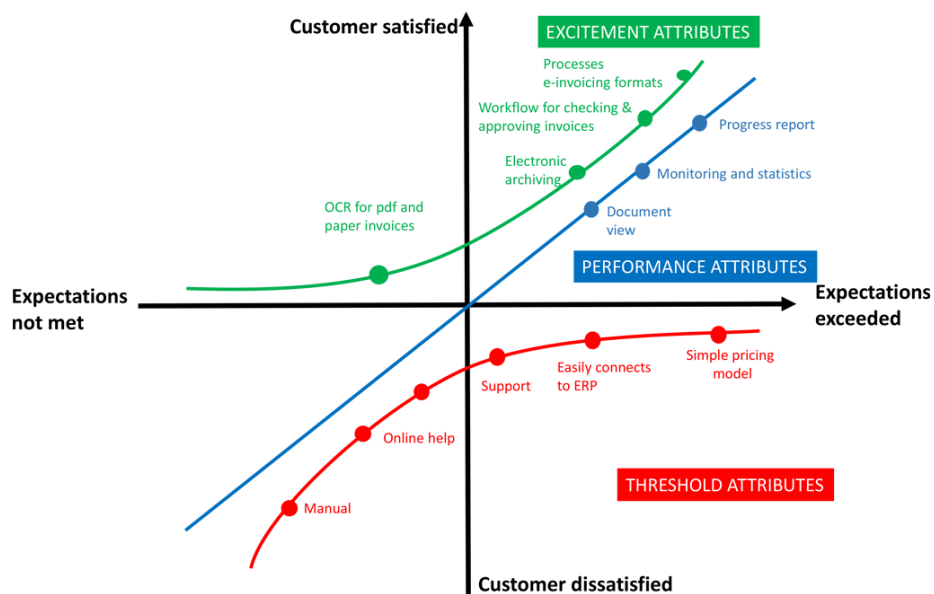 Customer satisfied
EXCITEMENT ATTRIBUTES
Processes
e-invoicing formats
Workflow for checking &
approving invoices
Progress report
Electronic
archiving
Monitoring and statistics
OCR for pdf and
paper invoices
Document
view
PERFORMANCE ATTRIBUTES
Expectations
not met
Expectations
exceeded
Support
Easily connects
to ERP
Simple pricing
model
Online help
THRESHOLD ATTRIBUTES
Manual
Customer dissatisfied